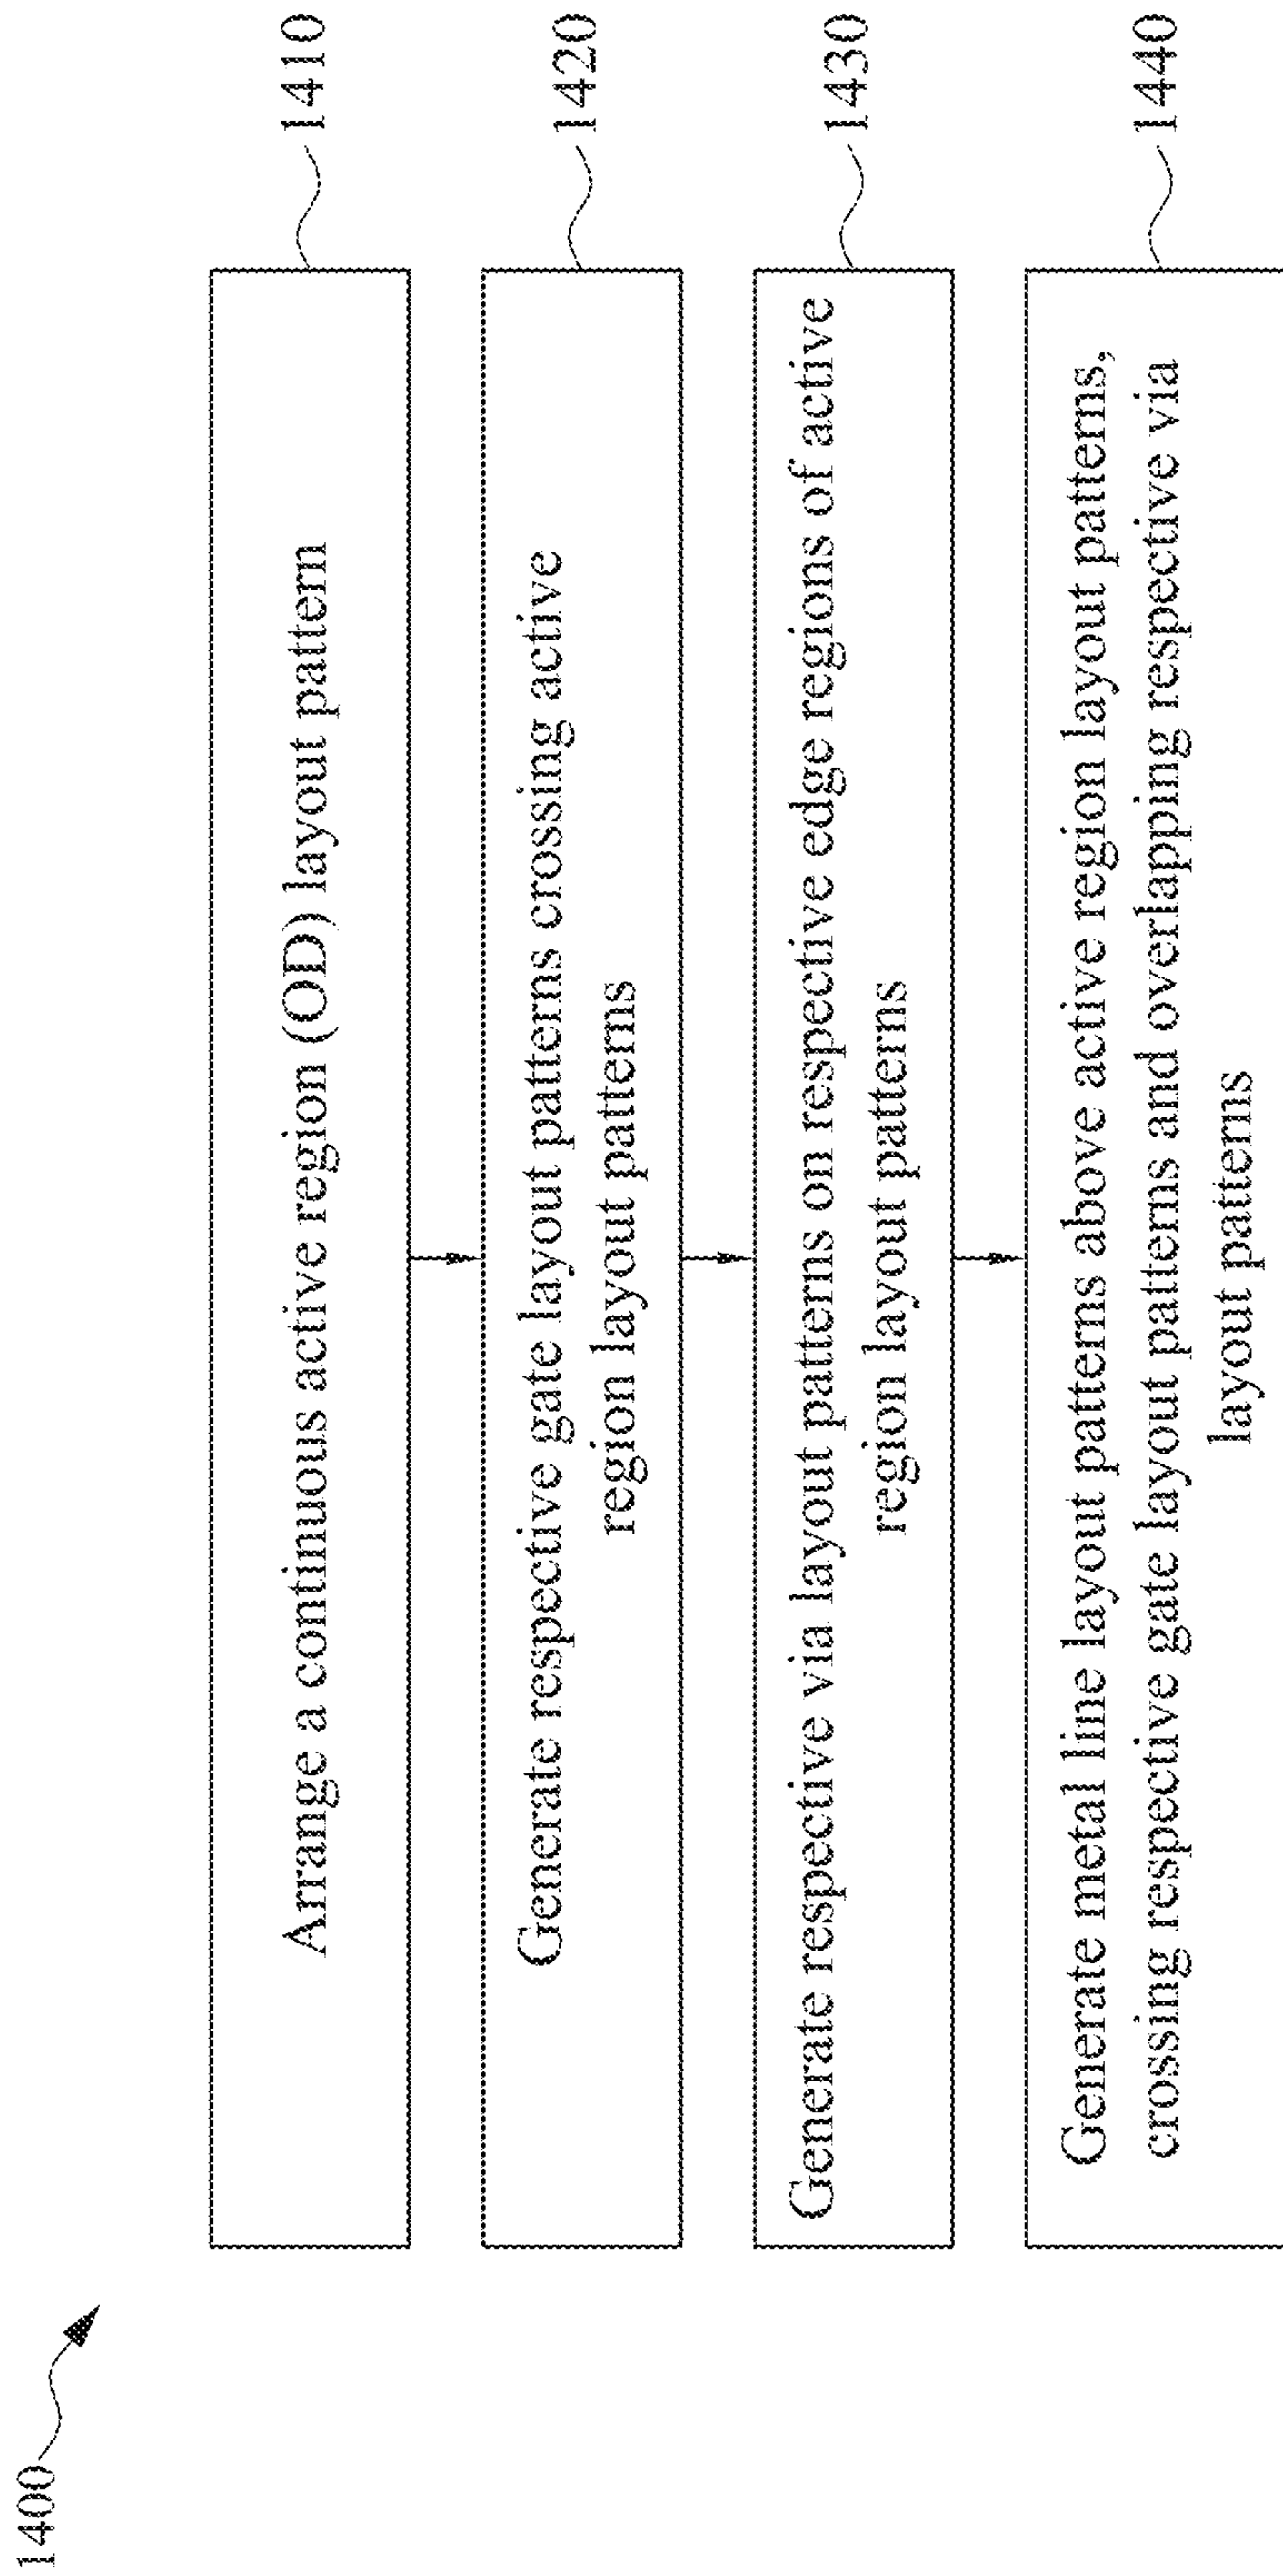 1400
Arrange a continuous active region (OD) layout pattern
1410
Generate respective gate layout patterns crossing active
region layout patterns
1420
Generate respective via layout patterns on respective edge regions of active
region layout patterns
1430
Generate metal line layout patterns above active region layout patterns,
crossing respective gate layout patterns and overlapping respective via
layout patterns
1440